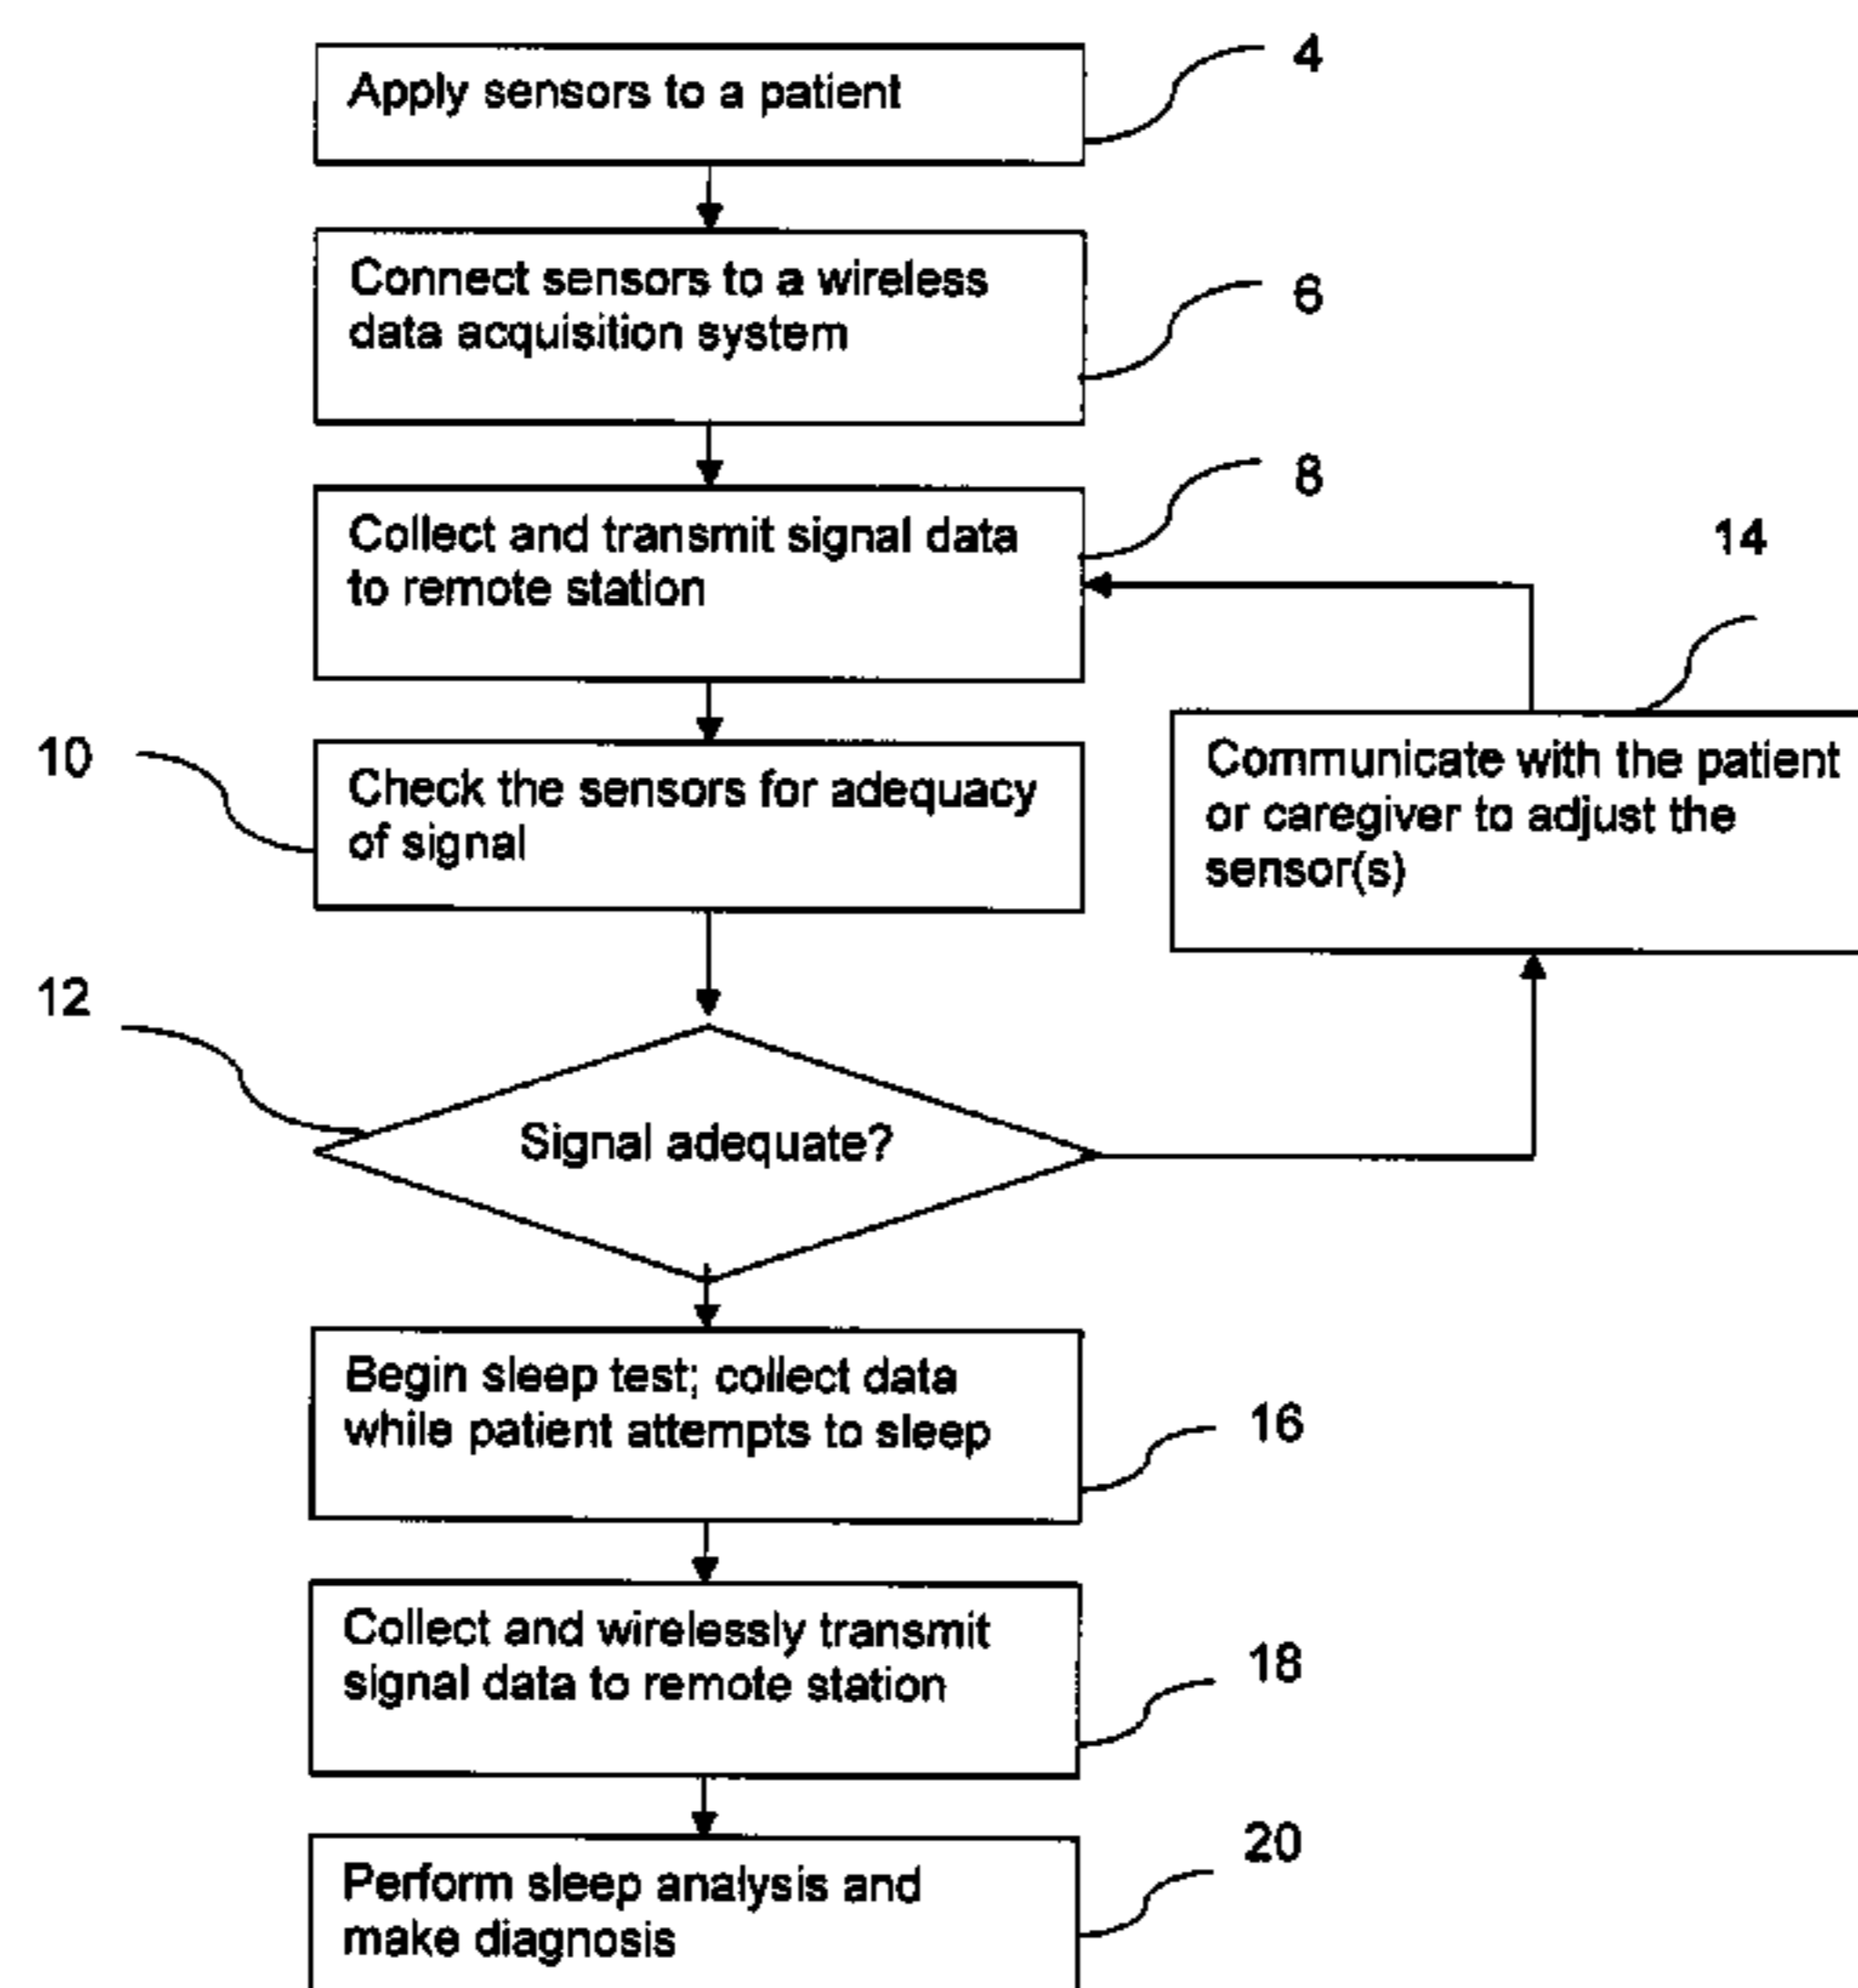 Apply sensors to a patient
4
Connect sensors to a wireless
data acquisition system
6
Collect and transmit signal data
to remote station
8
14
10
Check the sensors for adequacy
of signal
Communicate with the patient
or caregiver to adjust the
sensor(s)
12
Signal adequate?
Begin sleep test; collect data
while patient attempts to sleep
16
Collect and wirelessly transmit
signal data to remote station
18
Perform sleep analysis and
make diagnosis
20